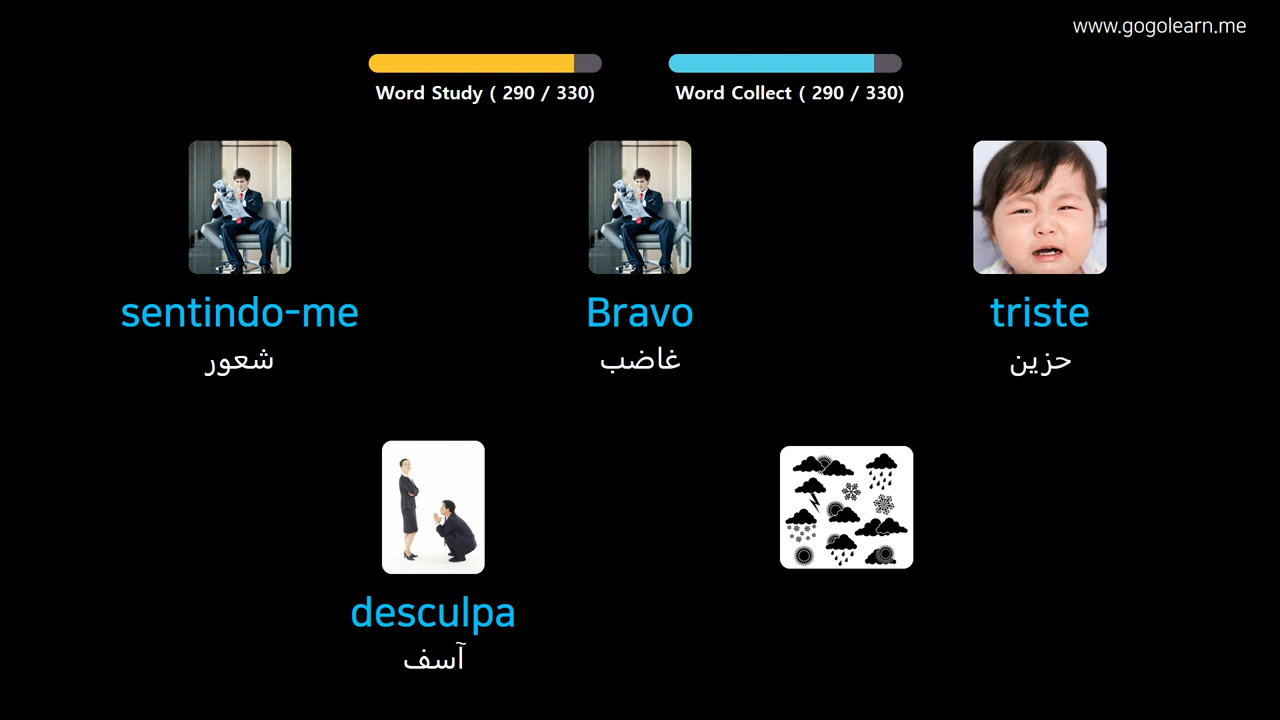 www.gogolearn.me
Word Study ( 290 / 330)
Word Collect ( 290 / 330)
sentindo-me
شعور
Bravo
غاضب
triste
حزين
desculpa
آسف